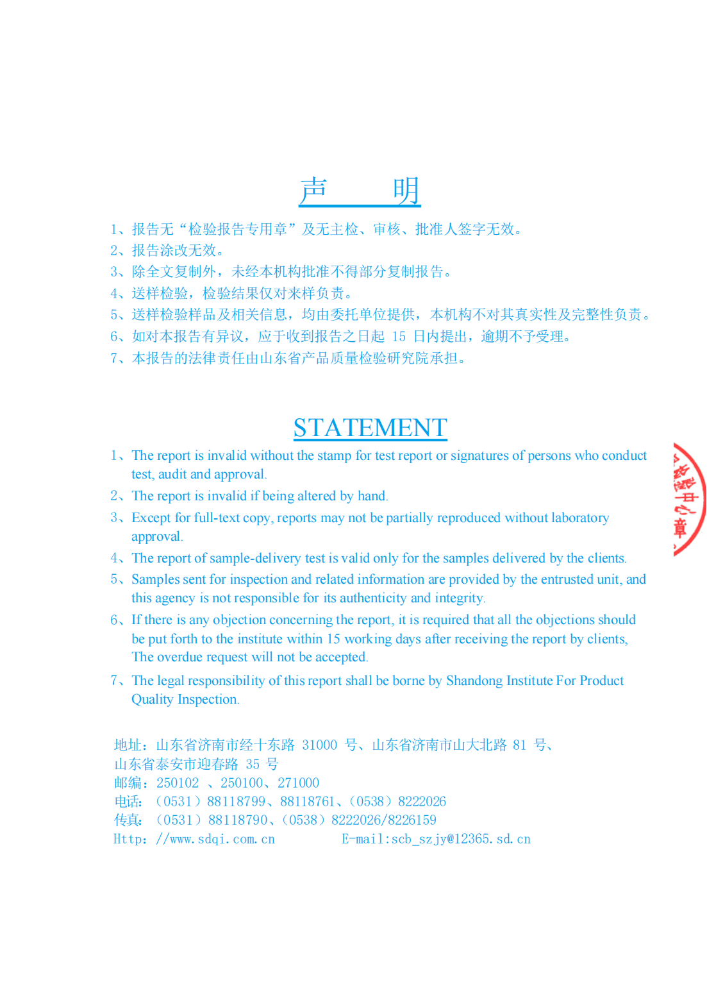 声 明
1、报告无“检验报告专用章”及无主检、审核、批准人签字无效。
2、报告涂改无效。
3、除全文复制外，未经本机构批准不得部分复制报告。
4、送样检验，检验结果仅对来样负责。
5、送样检验样品及相关信息，均由委托单位提供，本机构不对其真实性及完整性负责。
6、如对本报告有异议，应于收到报告之日起 15 日内提出，逾期不予受理。
7、本报告的法律责任由山东省产品质量检验研究院承担。
STATEMENT
1、The report is invalid without the stamp for test report or signatures of persons who conduct
test, audit and approval.
2、The report is invalid if being altered by hand.
3、Except for full-text copy, reports may not be partially reproduced without laboratory
approval.
4、The report of sample-delivery test is valid only for the samples delivered by the clients.
5、Samples sent for inspection and related information are provided by the entrusted unit, and
this agency is not responsible for its authenticity and integrity.
6、If there is any objection concerning the report, it is required that all the objections should
be put forth to the institute within 15 working days after receiving the report by clients,
The overdue request will not be accepted.
7、The legal responsibility of this report shall be borne by Shandong Institute For Product
Quality Inspection.
地址：山东省济南市经十东路 31000 号、山东省济南市山大北路 81 号、
山东省泰安市迎春路 35 号
邮编：250102 、250100、271000
电话：（0531）88118799、88118761、（0538）8222026
传真：（0531）88118790、（0538）8222026/8226159
Http：//www.sdqi.com.cn E-mail:scb_szjy@12365.sd.cn
验中心
章